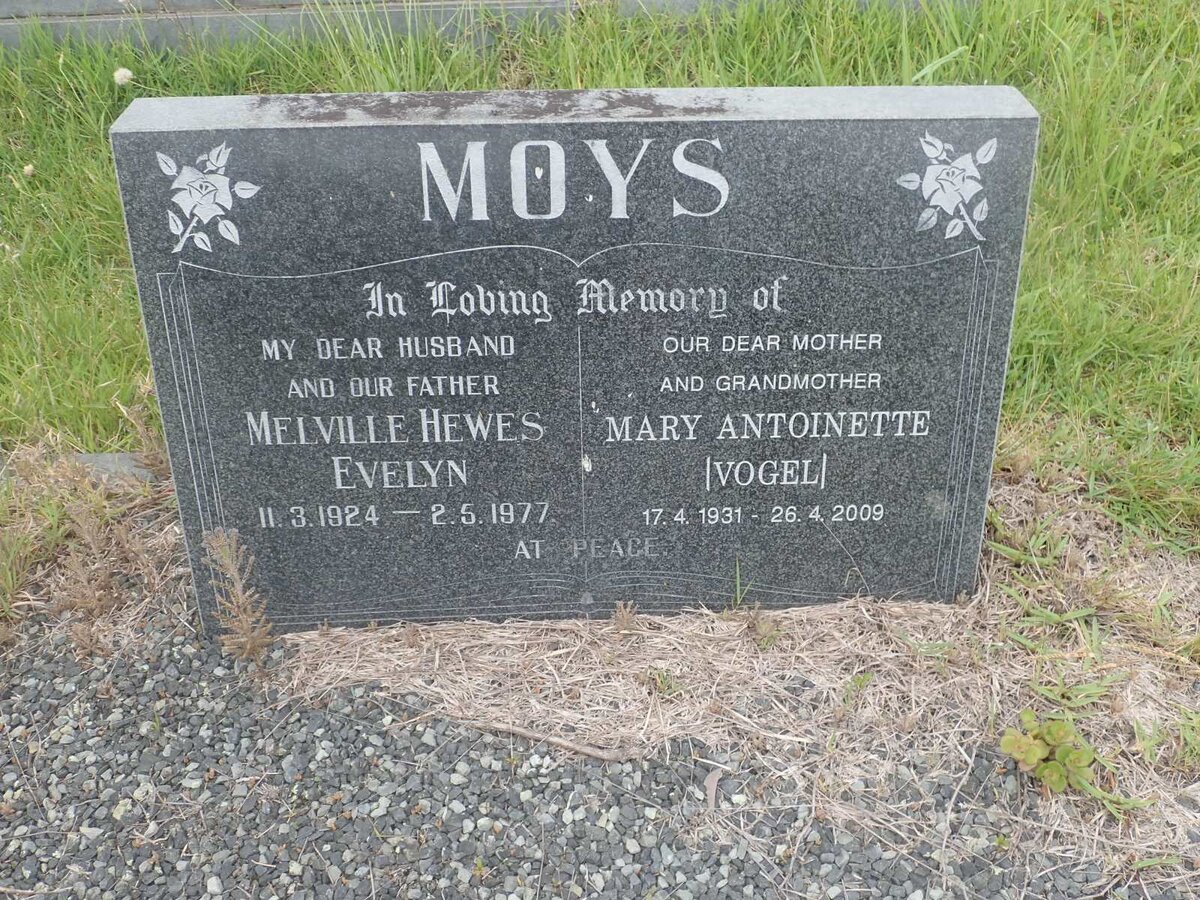 MOYS
In Loving Memory of
MY DEAR HUSBAND
AND OUR FATHER
MELVILLE HEWES
EVELYN
11.3.1924 — 2.5.1977
OUR DEAR MOTHER
AND GRANDMOTHER
MARY ANTOINETTE
|VOGEL|
17.4.1931 - 26.4.2009
AT PEACE.